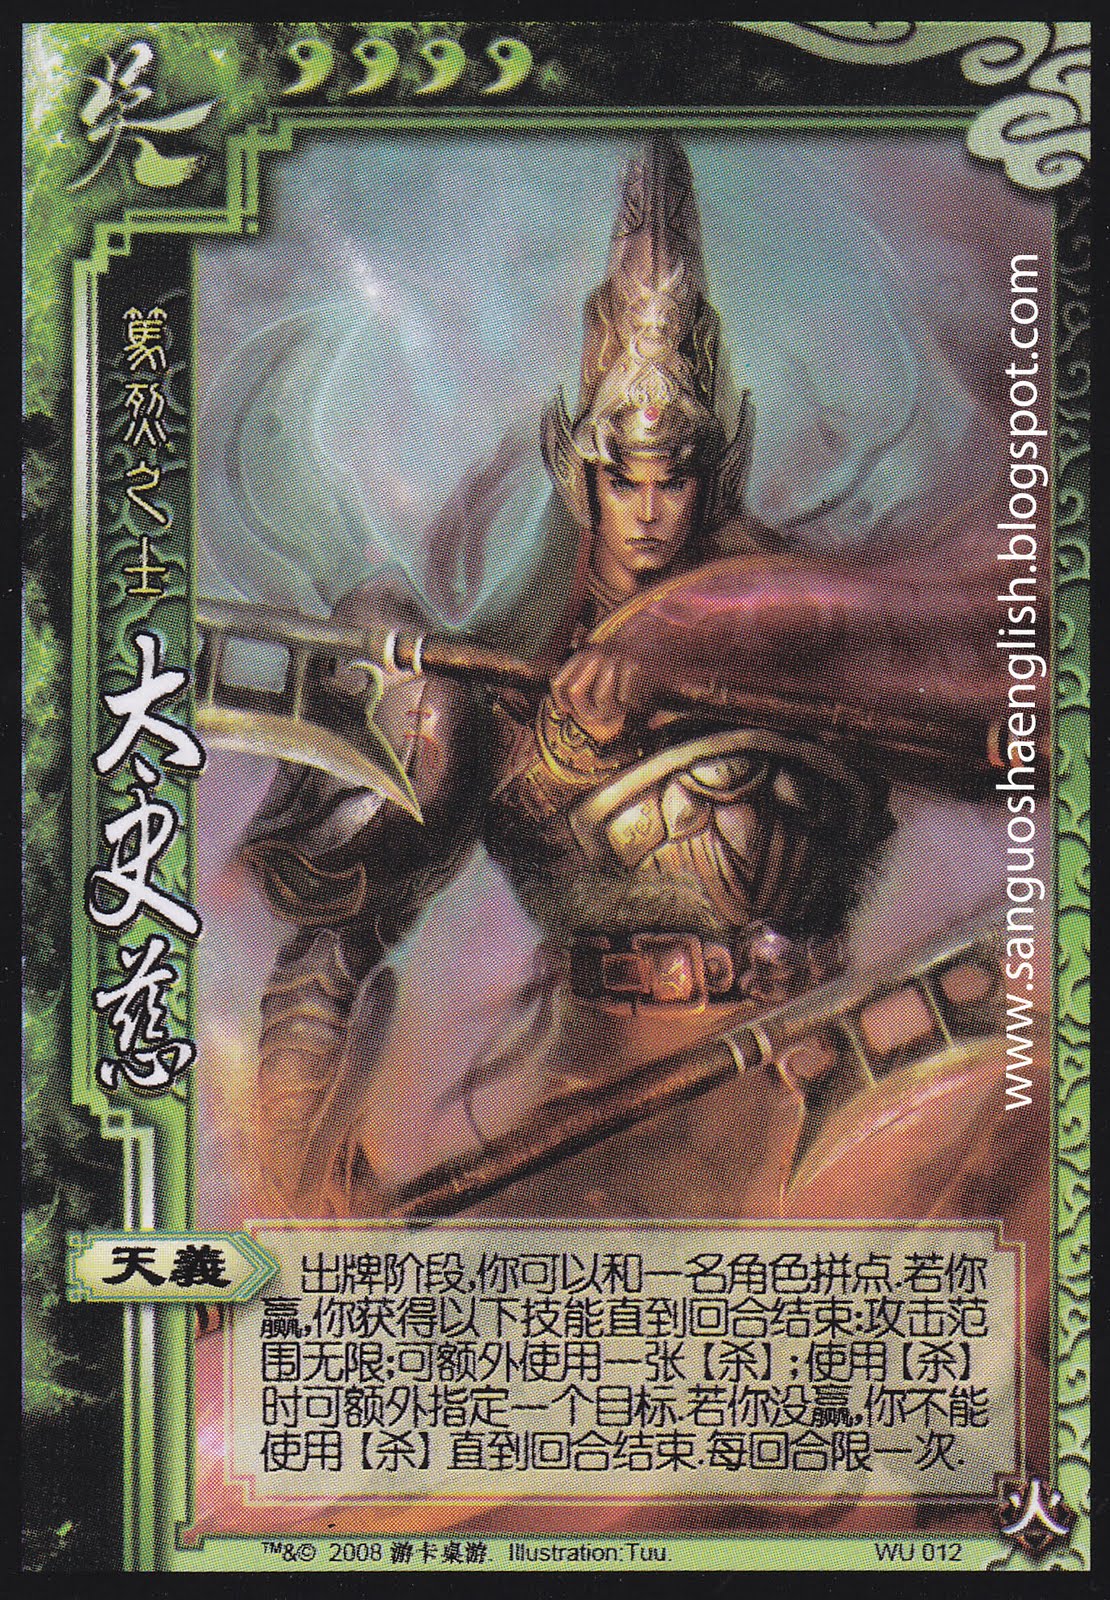 吴
篤烈之士
太史慈
www.sanguoshaenglish.blogspot.com
天義
出牌阶段,你可以和一名角色拼点.若你
赢,你获得以下技能直到回合结束:攻击范
围无限;可额外使用一张【杀】;使用【杀】
时可额外指定一个目标.若你没赢,你不能
使用【杀】直到回合结束.每回合限一次.
火
™&© 2008 游卡桌游. Illustration:Tuu.
WU 012